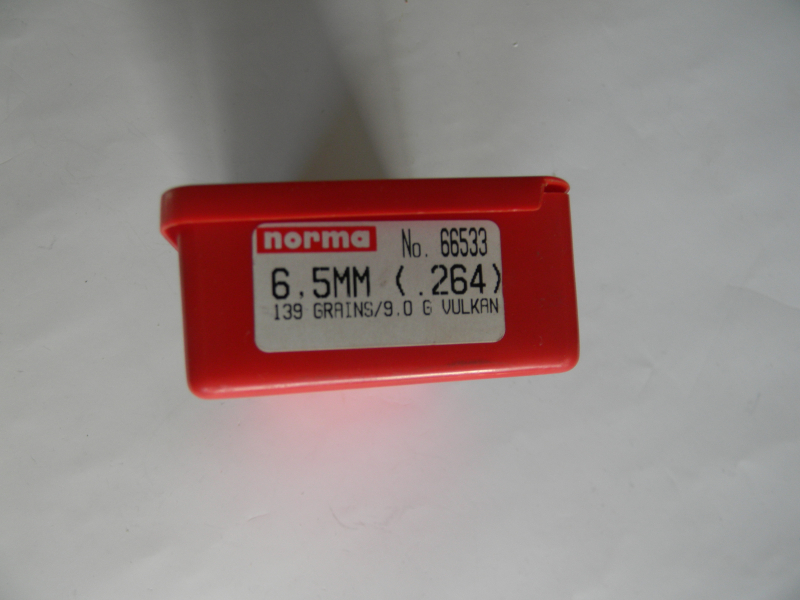 norma No. 66533
6.5MM (.264)
139 GRAINS/9.0 G VULKAN